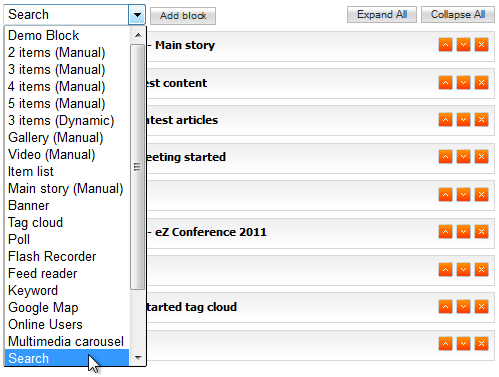 Search
Add block
Expand All
Collapse All
Demo Block
2 items (Manual)
3 items (Manual)
4 items (Manual)
5 items (Manual)
3 items (Dynamic)
Gallery (Manual)
Video (Manual)
Item list
Main story (Manual)
Banner
Tag cloud
Poll
Flash Recorder
Feed reader
Keyword
Google Map
Online Users
Multimedia carousel
Search
- Main story
est content
atest articles
eeting started
- eZ Conference 2011
started tag cloud